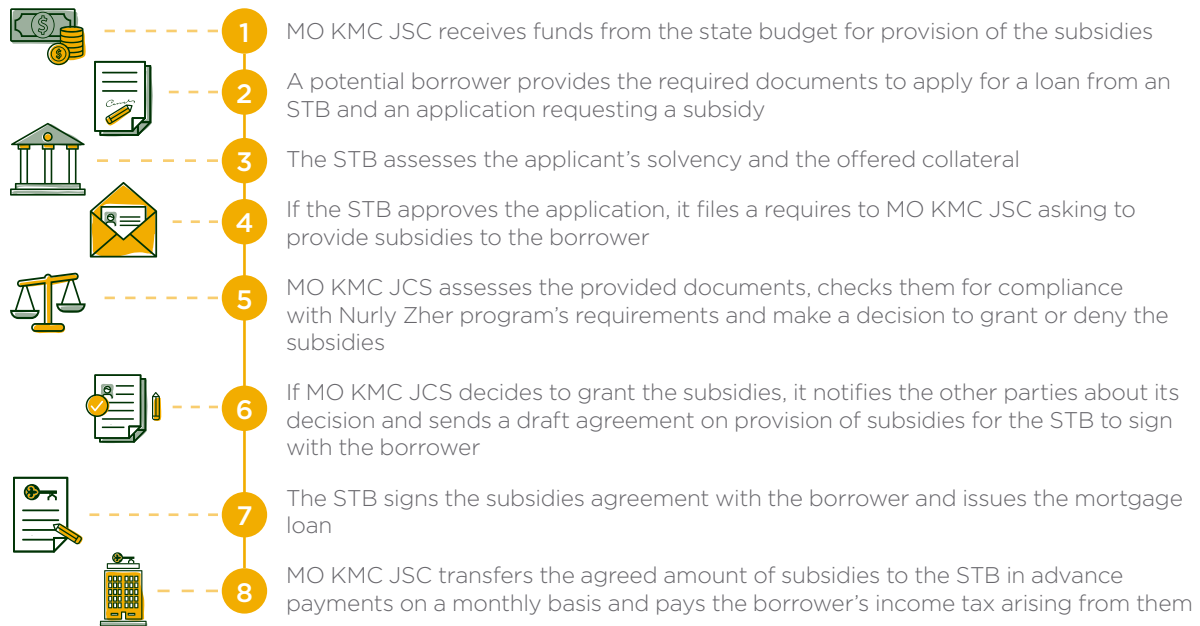 1 MO KMC JSC receives funds from the state budget for provision of the subsidies
2 A potential borrower provides the required documents to apply for a loan from an
STB and an application requesting a subsidy
3 The STB assesses the applicant's solvency and the offered collateral
4 If the STB approves the application, it files a requires to MO KMC JSC asking to
provide subsidies to the borrower
5 MO KMC JCS assesses the provided documents, checks them for compliance
with Nurly Zher program's requirements and make a decision to grant or deny the
subsidies
6 If MO KMC JCS decides to grant the subsidies, it notifies the other parties about its
decision and sends a draft agreement on provision of subsidies for the STB to sign
with the borrower
7 The STB signs the subsidies agreement with the borrower and issues the mortgage
loan
8 MO KMC JSC transfers the agreed amount of subsidies to the STB in advance
payments on a monthly basis and pays the borrower's income tax arising from them